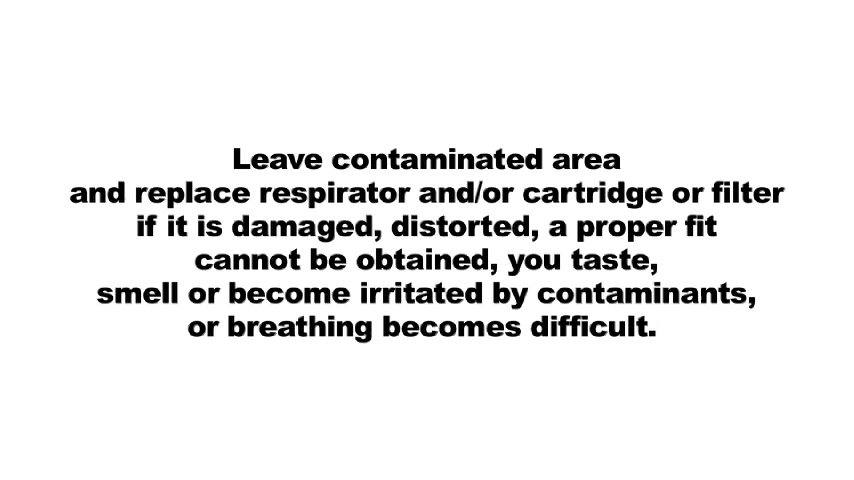 Leave contaminated area
and replace respirator and/or cartridge or filter
if it is damaged, distorted, a proper fit
cannot be obtained, you taste,
smell or become irritated by contaminants,
or breathing becomes difficult.